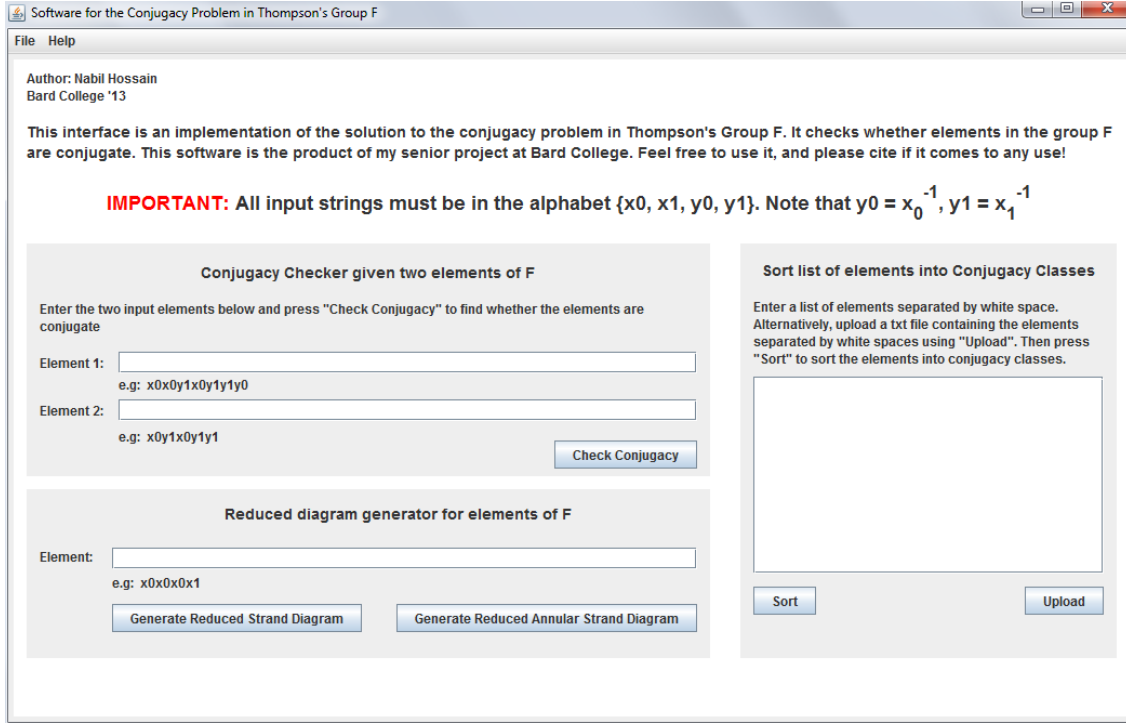 Software for the Conjugacy Problem in Thompson's Group F
File Help
Author: Nabil Hossain
Bard College '13
This interface is an implementation of the solution to the conjugacy problem in Thompson's Group F. It checks whether elements in the group F
are conjugate. This software is the product of my senior project at Bard College. Feel free to use it, and please cite if it comes to any use!
IMPORTANT: All input strings must be in the alphabet {x0, x1, y0, y1}. Note that y0 = x₀⁻¹, y1 = x₁⁻¹
Conjugacy Checker given two elements of F
Enter the two input elements below and press "Check Conjugacy" to find whether the elements are
conjugate
Element 1:
e.g: x0x0y1x0y1y1y0
Element 2:
e.g: x0y1x0y1y1
Check Conjugacy
Reduced diagram generator for elements of F
Element:
e.g: x0x0x0x1
Generate Reduced Strand Diagram
Generate Reduced Annular Strand Diagram
Sort list of elements into Conjugacy Classes
Enter a list of elements separated by white space.
Alternatively, upload a txt file containing the elements
separated by white spaces using "Upload". Then press
"Sort" to sort the elements into conjugacy classes.
Sort
Upload